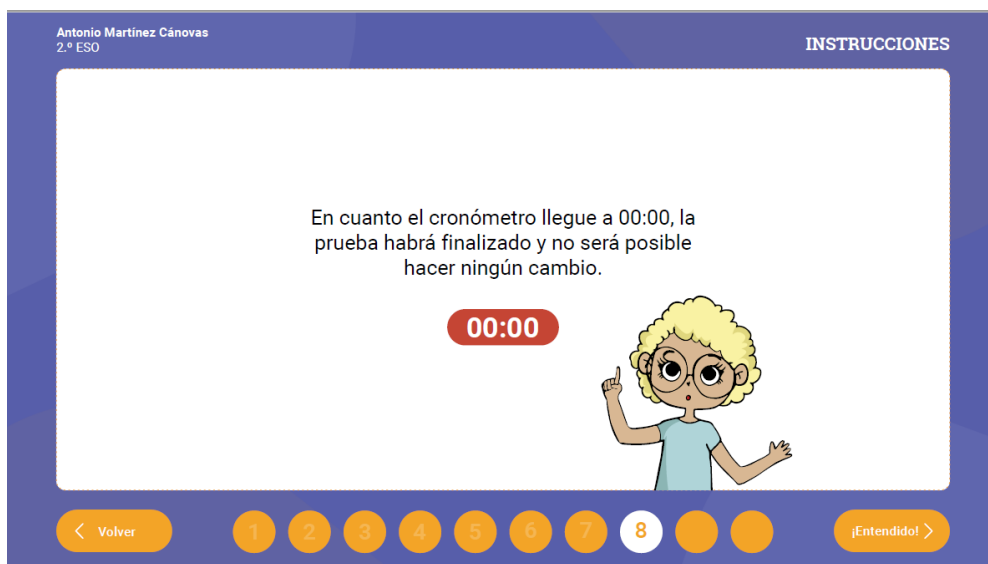 Antonio Martínez Cánovas
2.º ESO
INSTRUCCIONES
En cuanto el cronómetro llegue a 00:00, la
prueba habrá finalizado y no será posible
hacer ningún cambio.
00:00
Volver
1
2
3
4
5
6
7
8
¡Entendido!